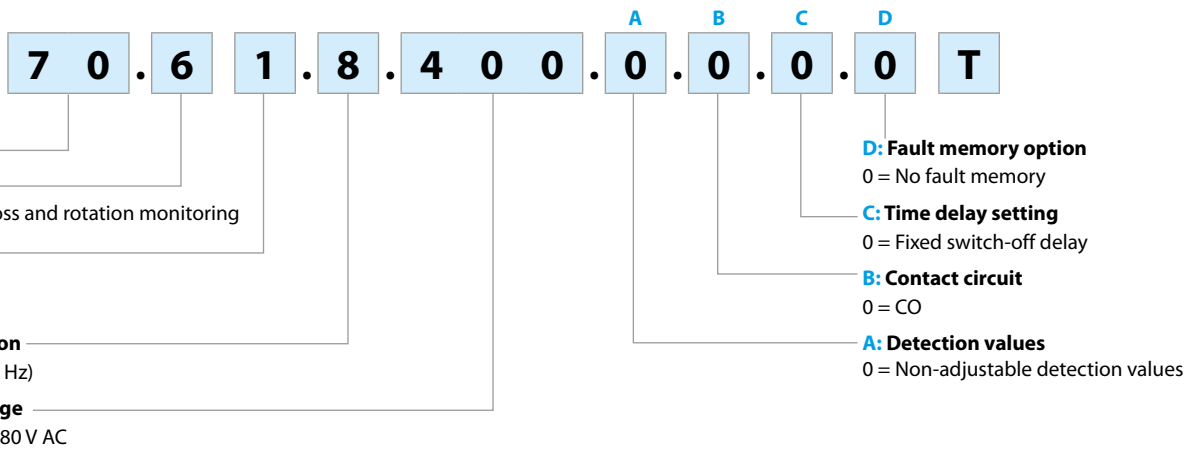 A B C D
7 0 . 6 1 . 8 . 4 0 0 . 0 . 0 . 0 . 0 T
D: Fault memory option
0 = No fault memory
oss and rotation monitoring
C: Time delay setting
0 = Fixed switch-off delay
B: Contact circuit
0 = CO
on
A: Detection values
Hz)
0 = Non-adjustable detection values
ge
80 V AC